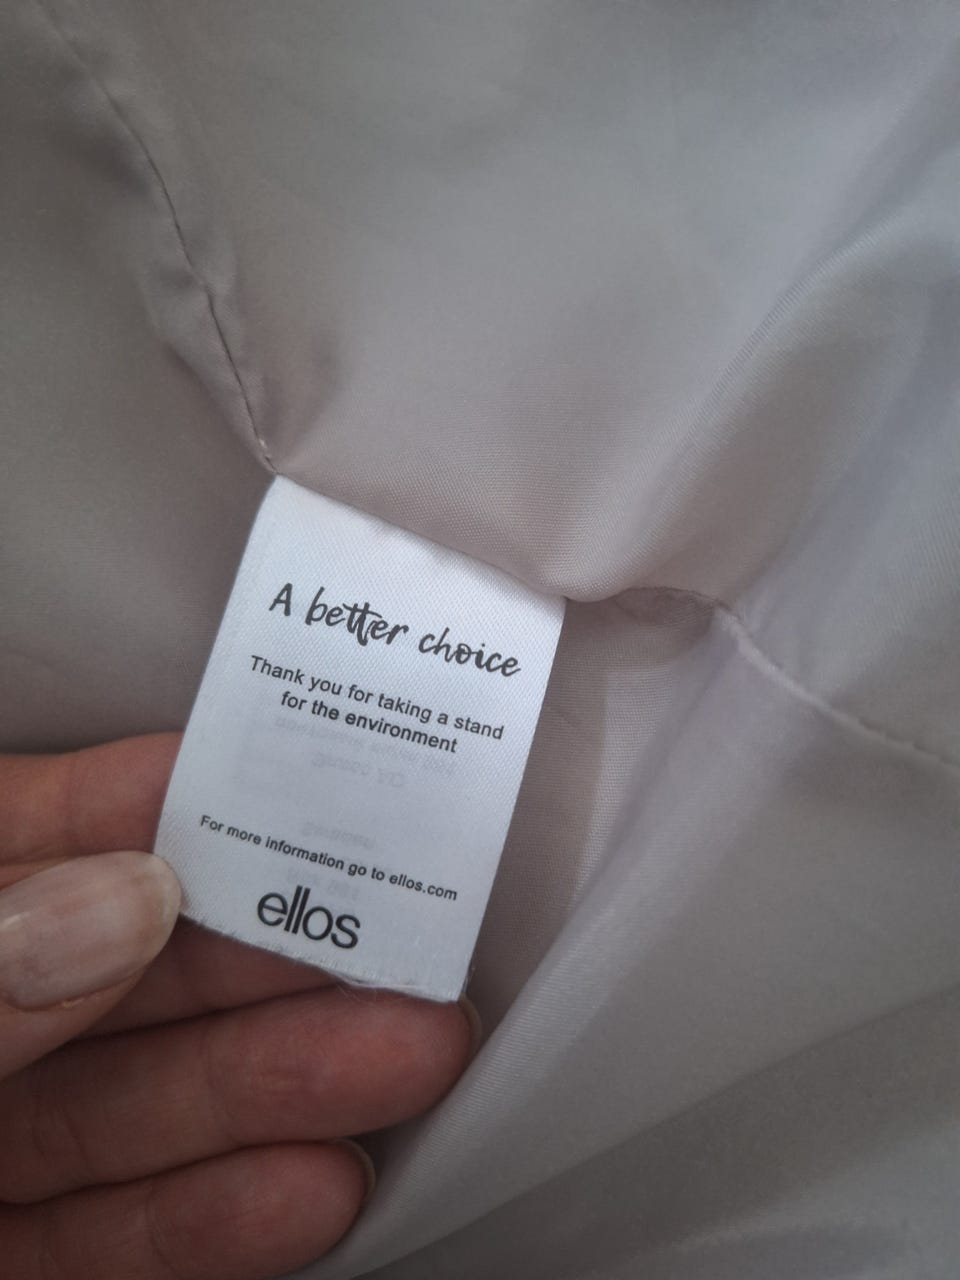 A better choice
Thank you for taking a stand
for the environment
For more information go to ellos.com
ellos